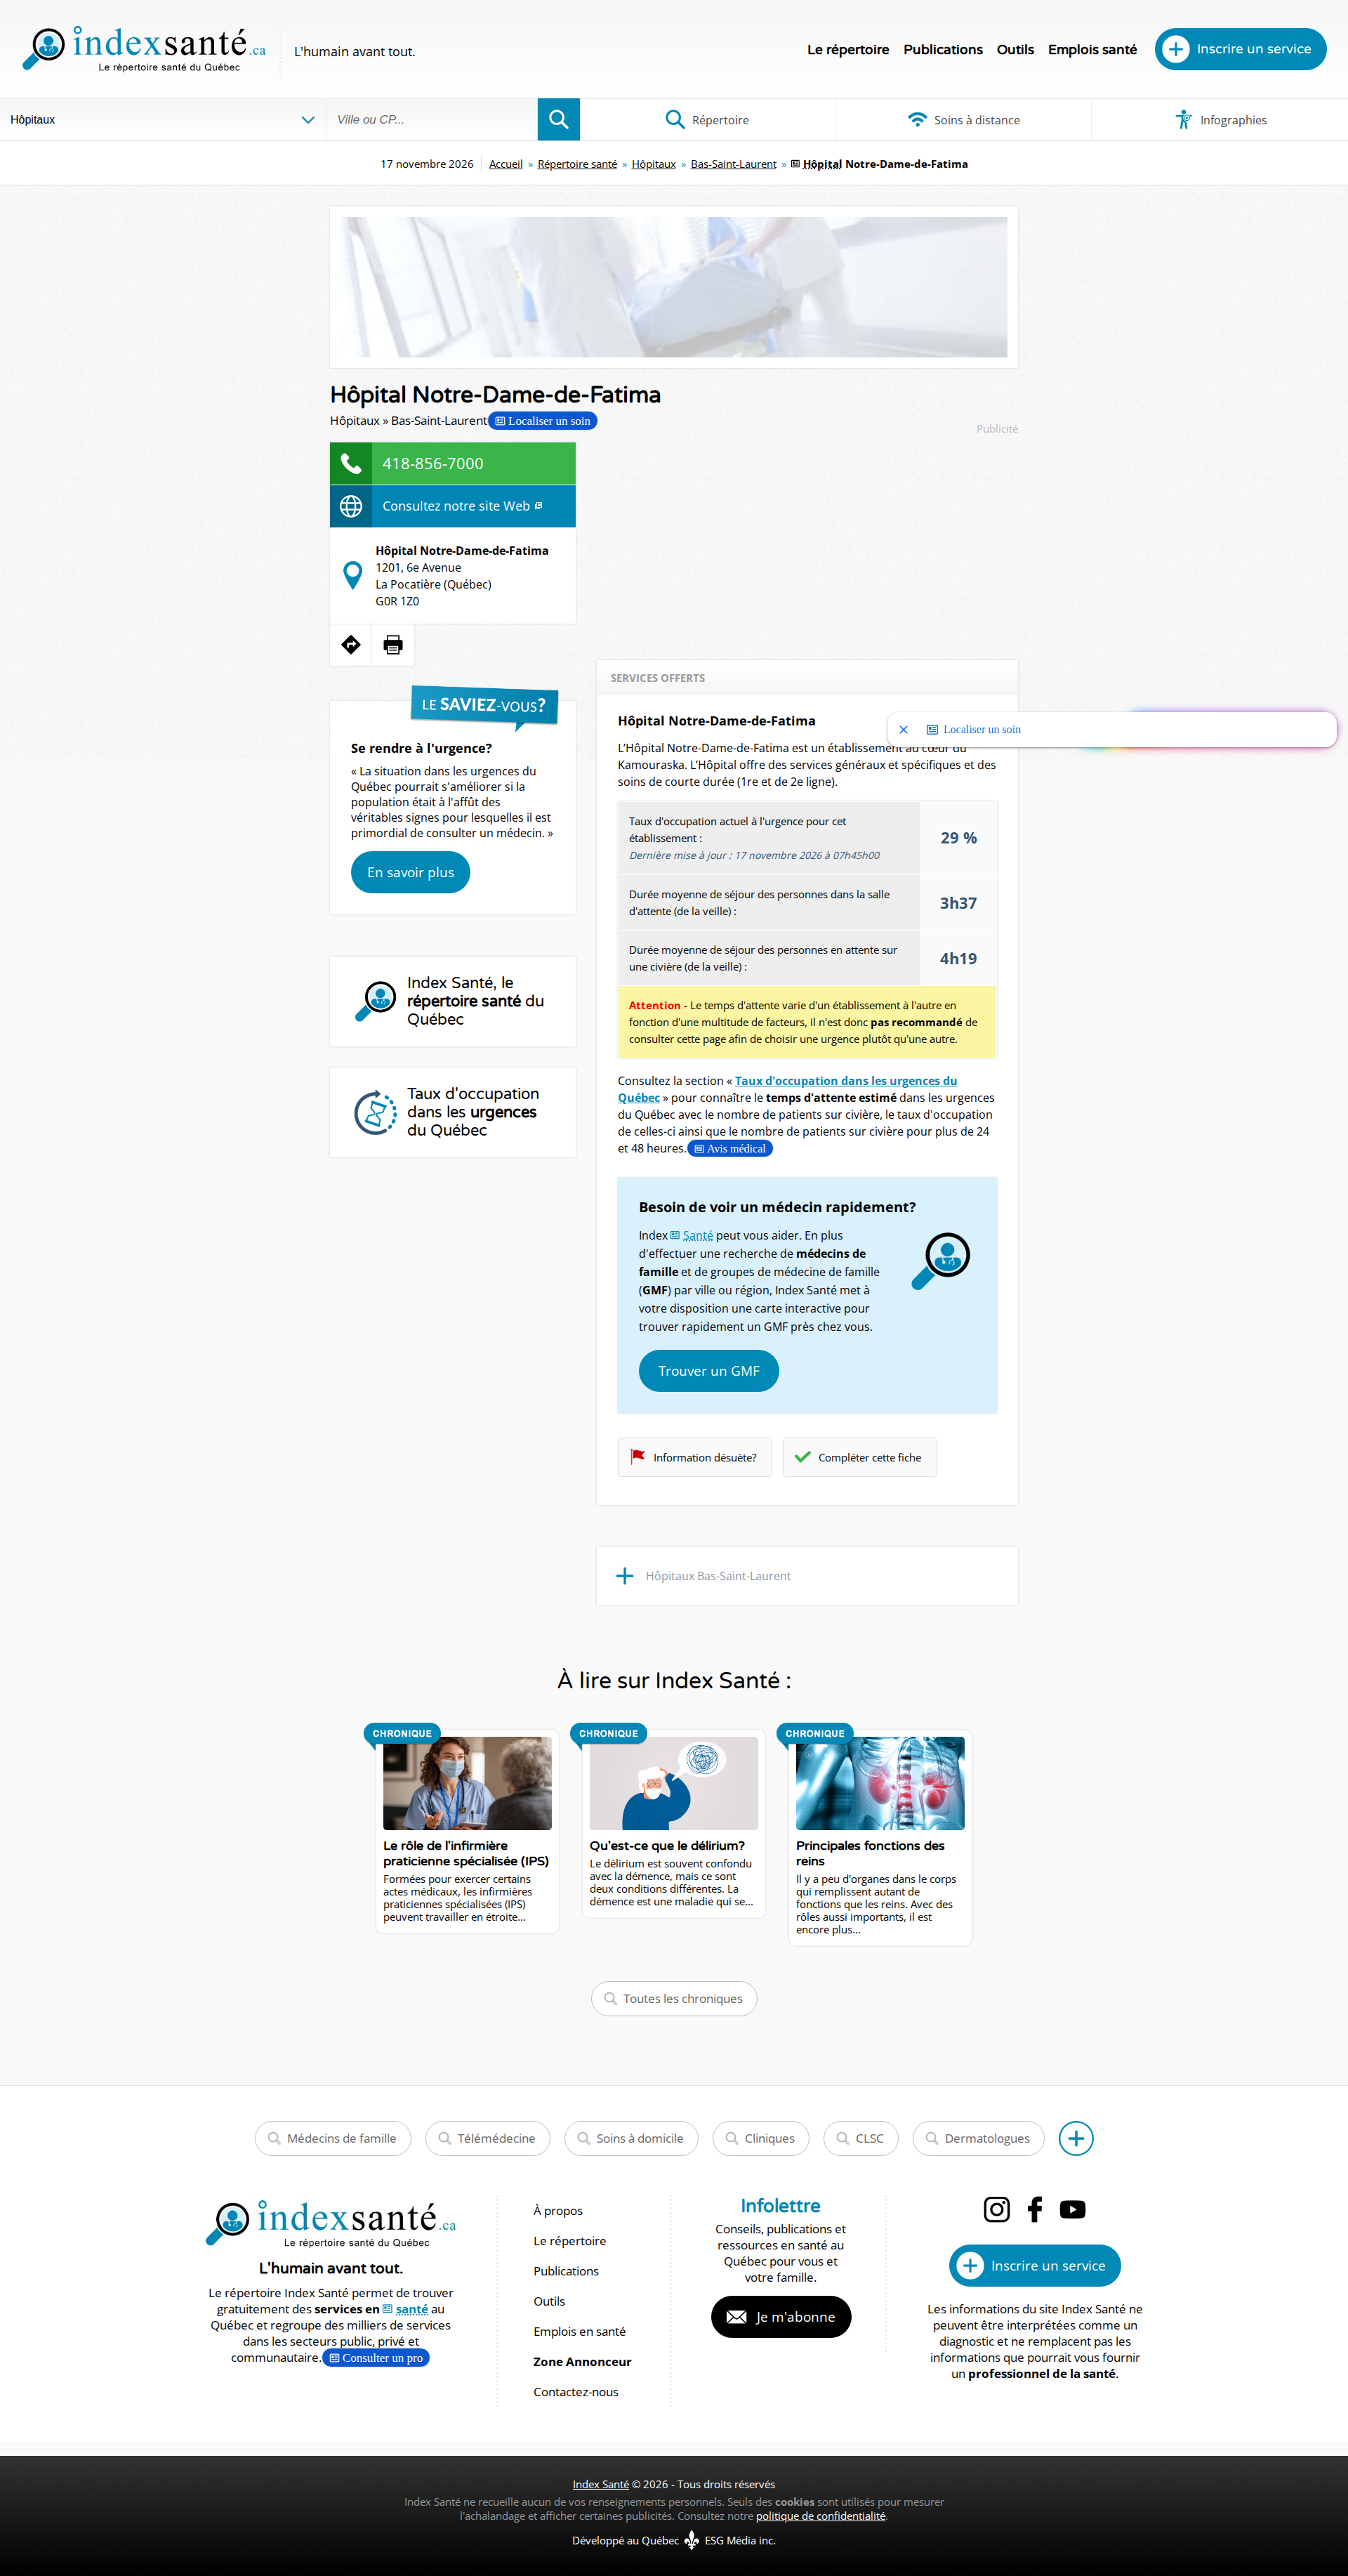 indexsanté.ca
Le répertoire santé du Québec
L'humain avant tout.
Le répertoire
Publications
Outils
Emplois santé
Inscrire un service
Hôpitaux
Ville ou CP...
Répertoire
Soins à distance
Infographies
17 novembre 2026
Accueil » Répertoire santé » Hôpitaux » Bas-Saint-Laurent » Hôpital Notre-Dame-de-Fatima
Hôpital Notre-Dame-de-Fatima
Hôpitaux » Bas-Saint-Laurent Localiser un soin
Publicité
418-856-7000
Consultez notre site Web
Hôpital Notre-Dame-de-Fatima
1201, 6e Avenue
La Pocatière (Québec)
G0R 1Z0
LE SAVIEZ-VOUS?
Se rendre à l'urgence?
« La situation dans les urgences du
Québec pourrait s'améliorer si la
population était à l'affût des
véritables signes pour lesquelles il est
primordial de consulter un médecin. »
En savoir plus
Index Santé, le
répertoire santé du
Québec
Taux d'occupation
dans les urgences
du Québec
SERVICES OFFERTS
Hôpital Notre-Dame-de-Fatima
Localiser un soin
L'Hôpital Notre-Dame-de-Fatima est un établissement au cœur du
Kamouraska. L'Hôpital offre des services généraux et spécifiques et des
soins de courte durée (1re et de 2e ligne).
Taux d'occupation actuel à l'urgence pour cet
établissement :
Dernière mise à jour : 17 novembre 2026 à 07h45h00
29 %
Durée moyenne de séjour des personnes dans la salle
d'attente (de la veille) :
3h37
Durée moyenne de séjour des personnes en attente sur
une civière (de la veille) :
4h19
Attention - Le temps d'attente varie d'un établissement à l'autre en
fonction d'une multitude de facteurs, il n'est donc pas recommandé de
consulter cette page afin de choisir une urgence plutôt qu'une autre.
Consultez la section « Taux d'occupation dans les urgences du
Québec » pour connaître le temps d'attente estimé dans les urgences
du Québec avec le nombre de patients sur civière, le taux d'occupation
de celles-ci ainsi que le nombre de patients sur civière pour plus de 24
et 48 heures. Avis médical
Besoin de voir un médecin rapidement?
Index Santé peut vous aider. En plus
d'effectuer une recherche de médecins de
famille et de groupes de médecine de famille
(GMF) par ville ou région, Index Santé met à
votre disposition une carte interactive pour
trouver rapidement un GMF près chez vous.
Trouver un GMF
Information désuète?
Compléter cette fiche
Hôpitaux Bas-Saint-Laurent
À lire sur Index Santé :
CHRONIQUE
Le rôle de l'infirmière
praticienne spécialisée (IPS)
Formées pour exercer certains
actes médicaux, les infirmières
praticiennes spécialisées (IPS)
peuvent travailler en étroite...
CHRONIQUE
Qu'est-ce que le délirium?
Le délirium est souvent confondu
avec la démence, mais ce sont
deux conditions différentes. La
démence est une maladie qui se...
CHRONIQUE
Principales fonctions des
reins
Il y a peu d'organes dans le corps
qui remplissent autant de
fonctions que les reins. Avec des
rôles aussi importants, il est
encore plus...
Toutes les chroniques
Médecins de famille
Télémédecine
Soins à domicile
Cliniques
CLSC
Dermatologues
indexsanté.ca
Le répertoire santé du Québec
L'humain avant tout.
Le répertoire Index Santé permet de trouver
gratuitement des services en santé au
Québec et regroupe des milliers de services
dans les secteurs public, privé et
communautaire. Consulter un pro
À propos
Le répertoire
Publications
Outils
Emplois en santé
Zone Annonceur
Contactez-nous
Infolettre
Conseils, publications et
ressources en santé au
Québec pour vous et
votre famille.
Je m'abonne
Inscrire un service
Les informations du site Index Santé ne
peuvent être interprétées comme un
diagnostic et ne remplacent pas les
informations que pourrait vous fournir
un professionnel de la santé.
Index Santé © 2026 - Tous droits réservés
Index Santé ne recueille aucun de vos renseignements personnels. Seuls des cookies sont utilisés pour mesurer
l'achalandage et afficher certaines publicités. Consultez notre politique de confidentialité.
Développé au Québec ESG Média inc.